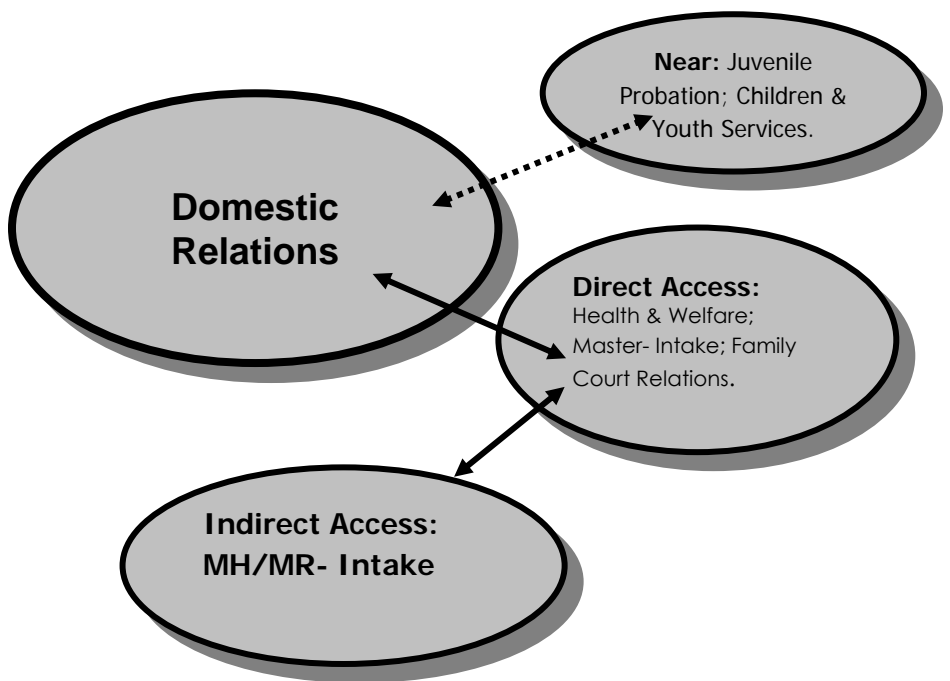 Near: Juvenile
Probation; Children &
Youth Services.
Domestic
Relations
Direct Access:
Health & Welfare;
Master- Intake; Family
Court Relations.
Indirect Access:
MH/MR- Intake